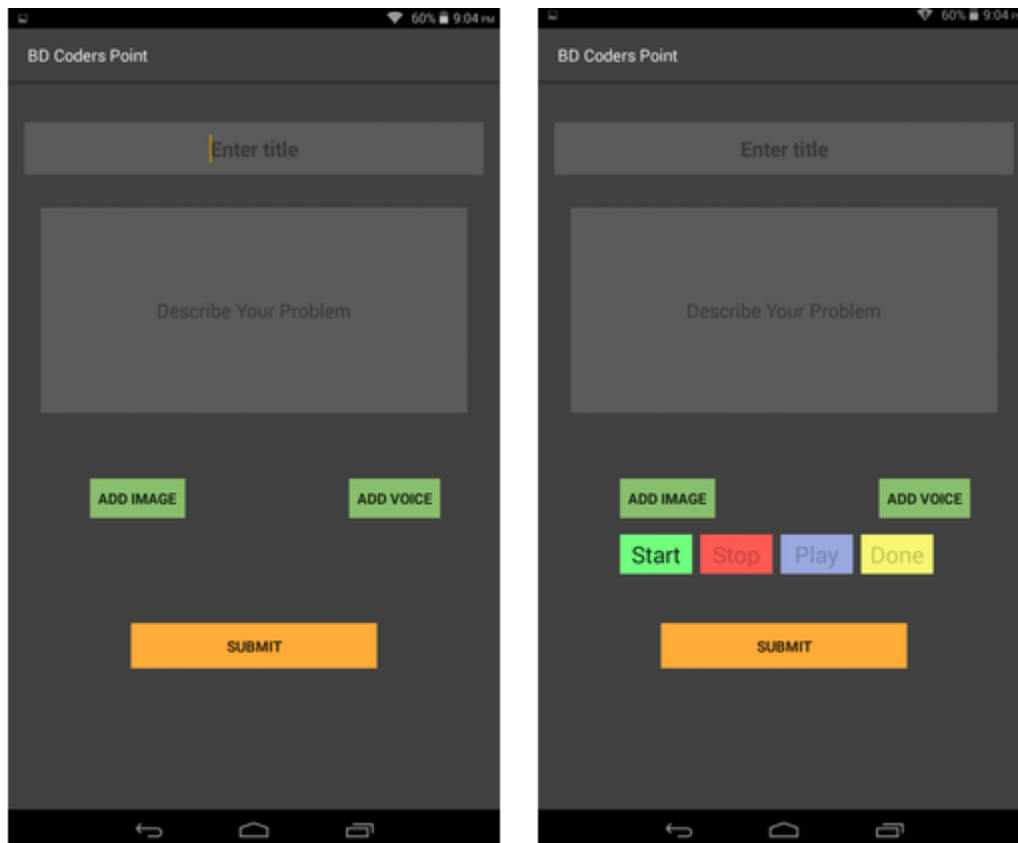 60% 9:04 PM
BD Coders Point
Enter title
Describe Your Problem
ADD IMAGE ADD VOICE
SUBMIT
60% 9:04 P
BD Coders Point
Enter title
Describe Your Problem
ADD IMAGE ADD VOICE
Start Stop Play Done
SUBMIT